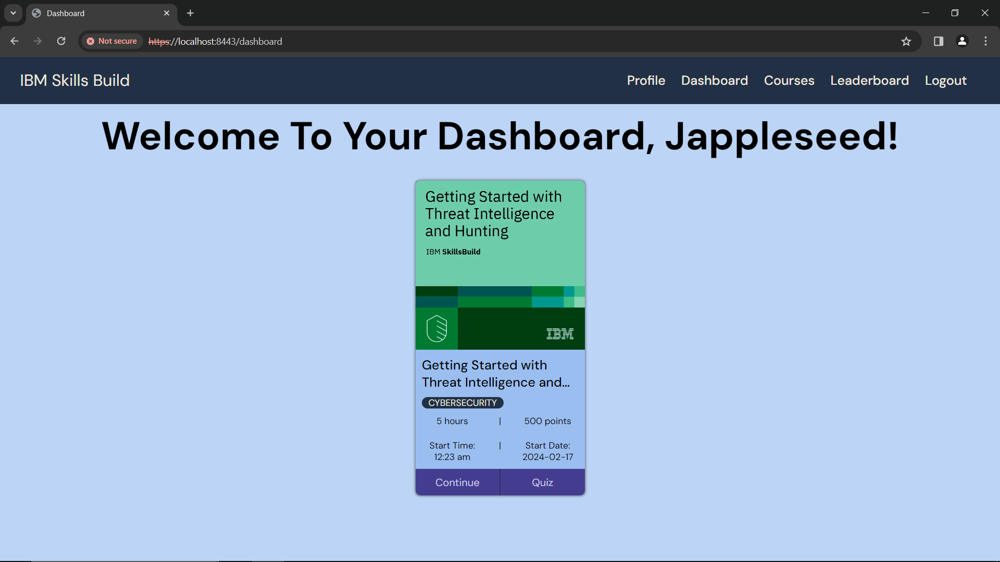 Dashboard
Not secure https://localhost:8443/dashboard
IBM Skills Build
Profile Dashboard Courses Leaderboard Logout
Welcome To Your Dashboard, Jappleseed!
Getting Started with
Threat Intelligence
and Hunting
IBM SkillsBuild
IBM
Getting Started with
Threat Intelligence and...
CYBERSECURITY
5 hours | 500 points
Start Time: | Start Date:
12:23 am 2024-02-17
Continue Quiz